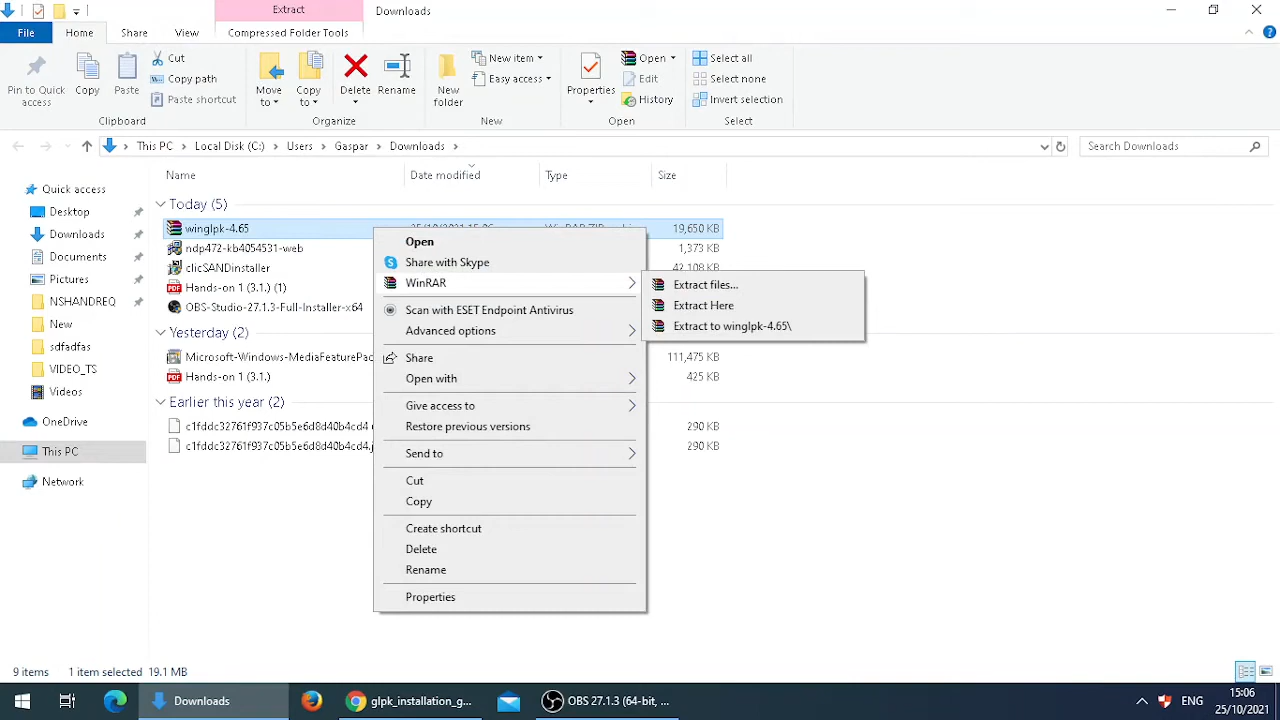 Extract
Downloads
File
Home
Share
View
Compressed Folder Tools
Pin to Quick access
Copy
Paste
Cut
Copy path
Paste shortcut
Move to
Copy to
Delete
Rename
New folder
New item
Easy access
Properties
Open
Edit
History
Select all
Select none
Invert selection
Clipboard
Organize
New
Open
Select
This PC
Local Disk (C:)
Users
Gaspar
Downloads
Search Downloads
Name
Date modified
Type
Size
Quick access
Desktop
Downloads
Documents
Pictures
NSHANDREQ
New
sdfadfas
VIDEO_TS
Videos
OneDrive
This PC
Network
Today (5)
winglpk-4.65
19,650 KB
ndp472-kb4054531-web
1,373 KB
clicSANDinstaller
42,108 KB
Hands-on 1 (3.1.) (1)
OBS-Studio-27.1.3-Full-Installer-x64
Yesterday (2)
Microsoft-Windows-MediaFeaturePac
111,475 KB
Hands-on 1 (3.1.)
425 KB
Earlier this year (2)
c1fddc32761f937c05b5e6d8d40b4cd4
290 KB
c1fddc32761f937c05b5e6d8d40b4cd4.j
290 KB
Open
Share with Skype
WinRAR
Scan with ESET Endpoint Antivirus
Advanced options
Share
Open with
Give access to
Restore previous versions
Send to
Cut
Copy
Create shortcut
Delete
Rename
Properties
Extract files...
Extract Here
Extract to winglpk-4.65\
9 items
1 item selected 19.1 MB
Downloads
glpk_installation_g...
OBS 27.1.3 (64-bit, ...
ENG
15:06
25/10/2021